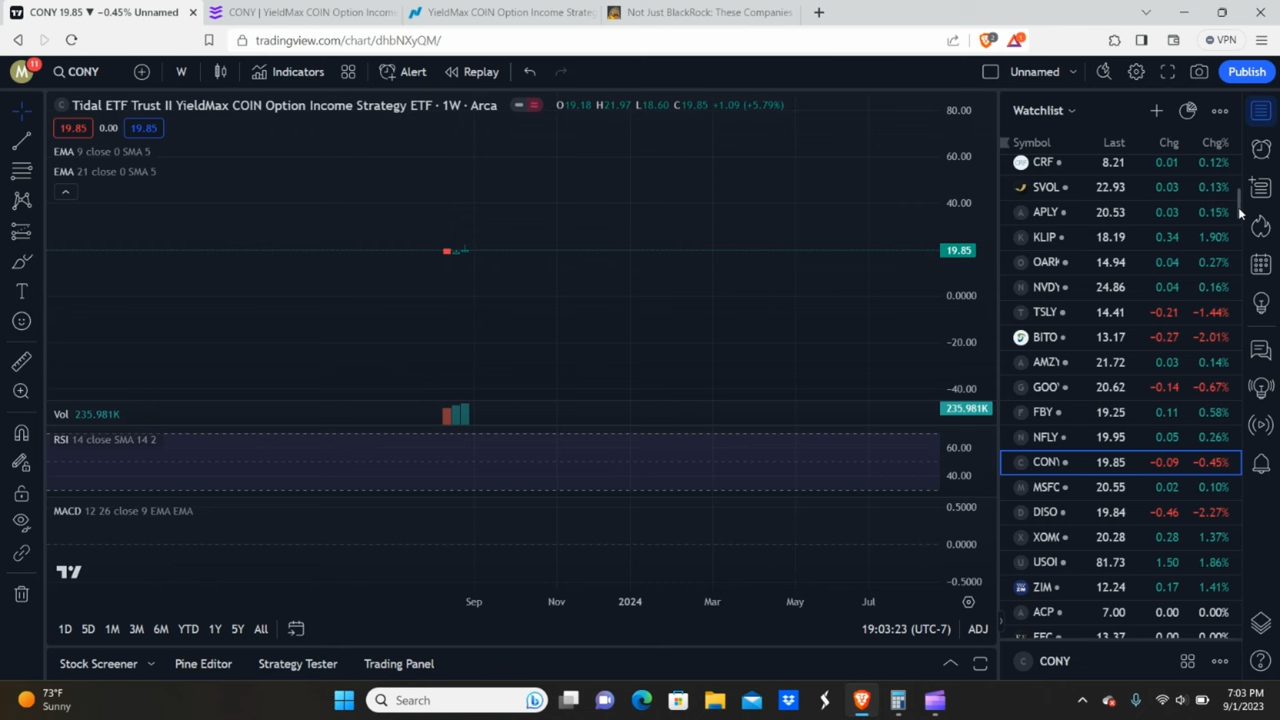 CONY 19.85 ▼ −0.45% Unnamed
CONY | YieldMax COIN Option Income
YieldMax COIN Option Income Strateg
Not Just BlackRock: These Companies
tradingview.com/chart/dhbNXyQM/
2
1
VPN
M
11
CONY
W
Indicators
Alert
Replay
Unnamed
Publish
Tidal ETF Trust II YieldMax COIN Option Income Strategy ETF · 1W · Arca
O19.18 H21.97 L18.60 C19.85 +1.09 (+5.79%)
19.85 0.00 19.85
EMA 9 close 0 SMA 5
EMA 21 close 0 SMA 5
80.00
60.00
40.00
19.85
0.0000
−20.00
−40.00
Vol 235.981K
235.981K
RSI 14 close SMA 14 2
60.00
40.00
MACD 12 26 close 9 EMA EMA
0.5000
0.0000
−0.5000
Sep Nov 2024 Mar May Jul
1D 5D 1M 3M 6M YTD 1Y 5Y All
19:03:23 (UTC-7) ADJ
Stock Screener Pine Editor Strategy Tester Trading Panel
Watchlist
Symbol Last Chg Chg%
CRF 8.21 0.01 0.12%
SVOL 22.93 0.03 0.13%
APLY 20.53 0.03 0.15%
KLIP 18.19 0.34 1.90%
OARK 14.94 0.04 0.27%
NVDY 24.86 0.04 0.16%
TSLY 14.41 −0.21 −1.44%
BITO 13.17 −0.27 −2.01%
AMZY 21.72 0.03 0.14%
GOOY 20.62 −0.14 −0.67%
FBY 19.25 0.11 0.58%
NFLY 19.95 0.05 0.26%
CONY 19.85 −0.09 −0.45%
MSFC 20.55 0.02 0.10%
DISO 19.84 −0.46 −2.27%
XOMO 20.28 0.28 1.37%
USOI 81.73 1.50 1.86%
ZIM 12.24 0.17 1.41%
ACP 7.00 0.00 0.00%
CONY
73°F
Sunny
Search
7:03 PM
9/1/2023